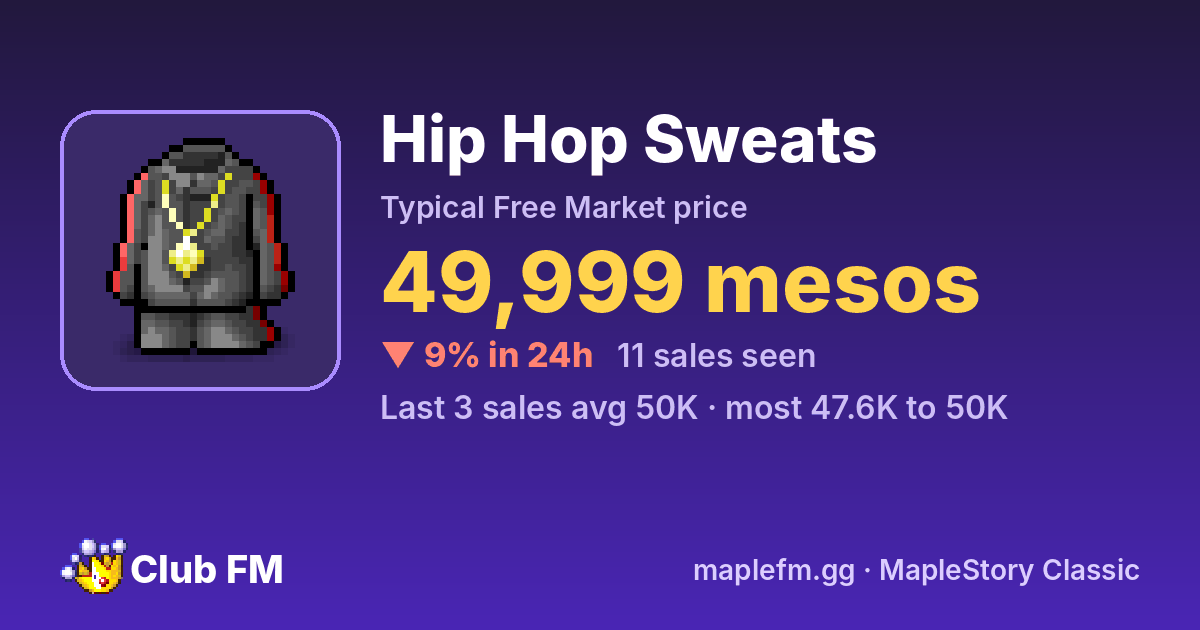 Hip Hop Sweats
Typical Free Market price
49,999 mesos
▼ 9% in 24h 11 sales seen
Last 3 sales avg 50K · most 47.6K to 50K
Club FM
maplefm.gg · MapleStory Classic